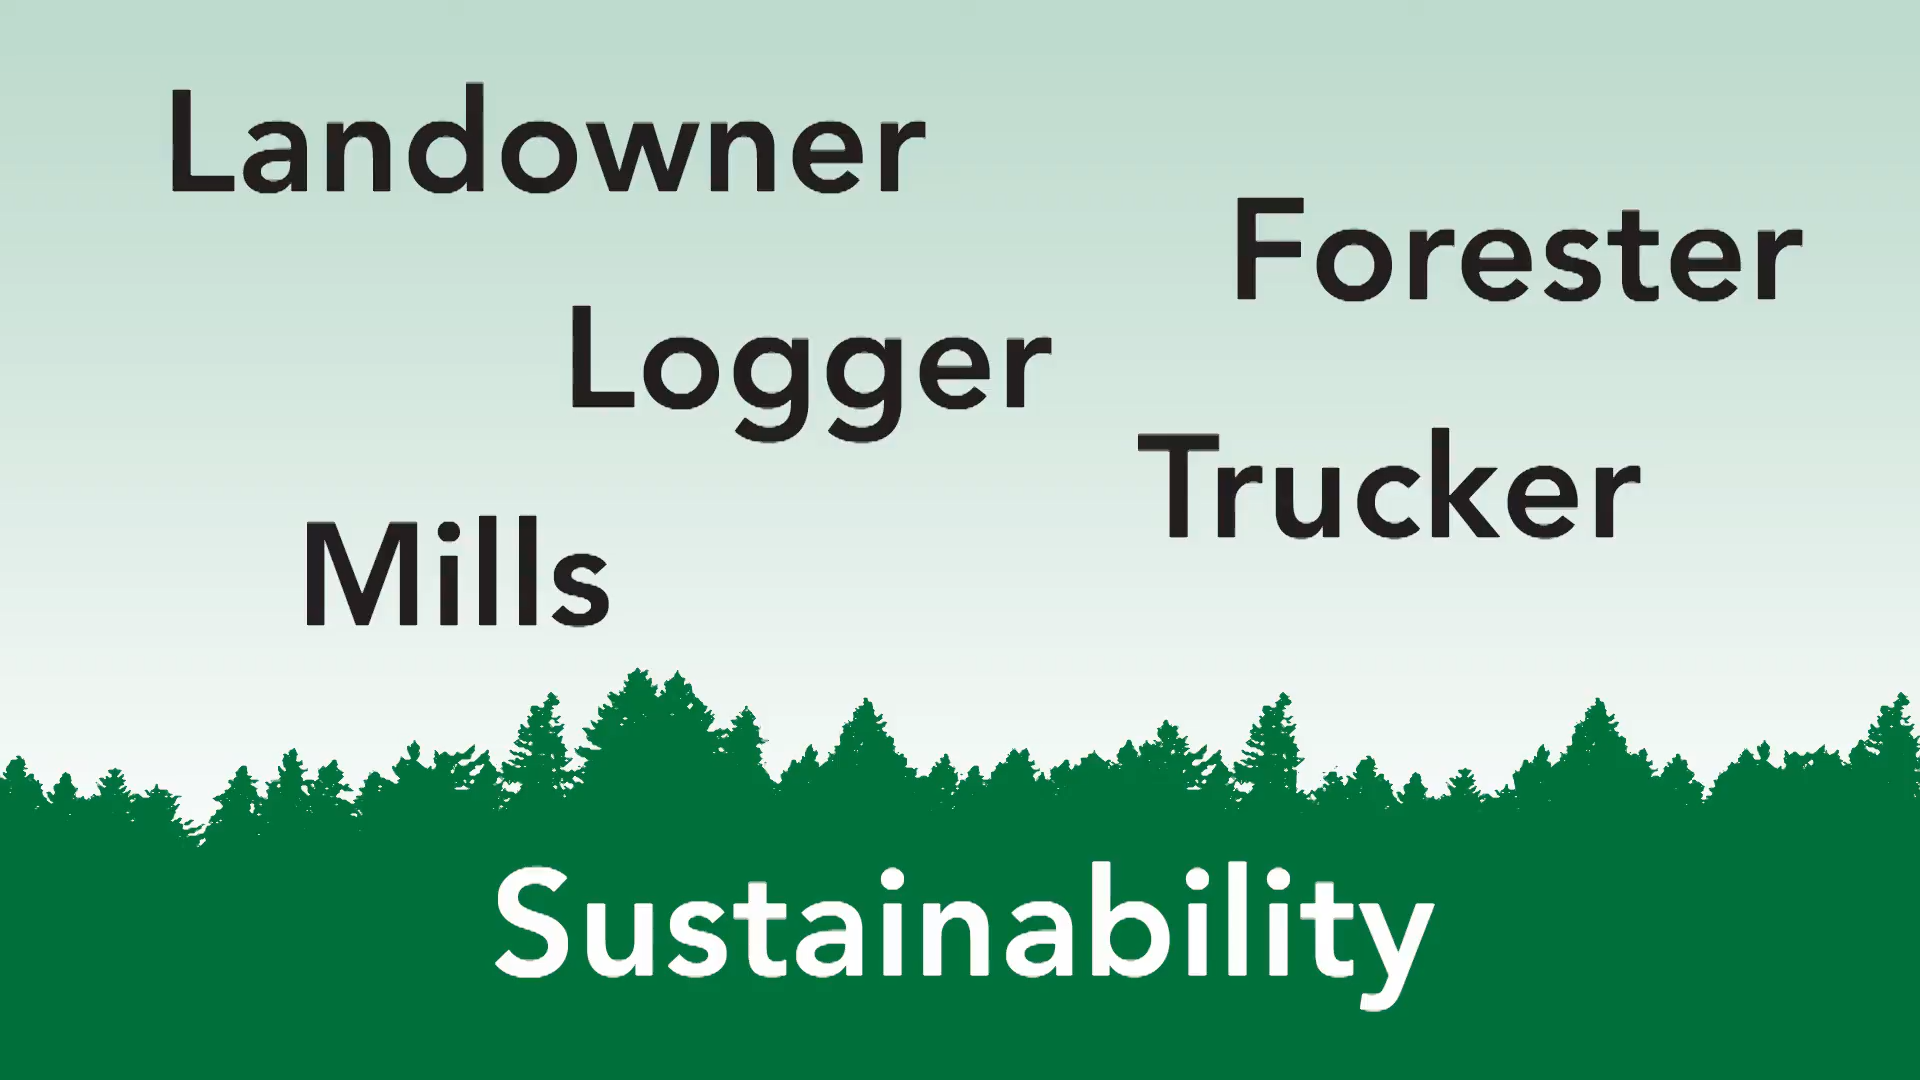 Landowner
Forester
Logger
Trucker
Mills
Sustainability